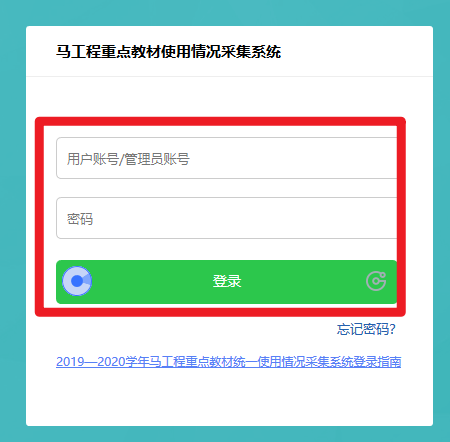 马工程重点教材使用情况采集系统
用户账号/管理员账号
密码
登录
忘记密码?
2019—2020学年马工程重点教材统一使用情况采集系统登录指南